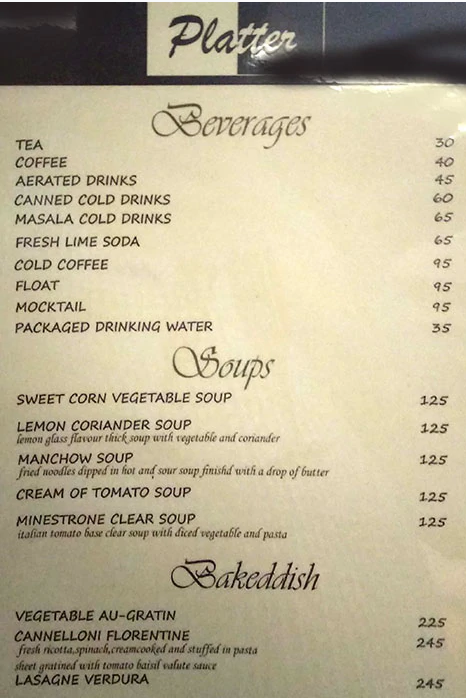 Platter
Beverages
TEA 30
COFFEE 40
AERATED DRINKS 45
CANNED COLD DRINKS 60
MASALA COLD DRINKS 65
FRESH LIME SODA 65
COLD COFFEE 95
FLOAT 95
MOCKTAIL 95
PACKAGED DRINKING WATER 35
Soups
SWEET CORN VEGETABLE SOUP 125
LEMON CORIANDER SOUP 125
lemon glass flavour thick soup with vegetable and coriander
MANCHOW SOUP 125
fried noodles dipped in hot and sour soup finishd with a drop of butter
CREAM OF TOMATO SOUP 125
MINESTRONE CLEAR SOUP 125
italian tomato base clear soup with diced vegetable and pasta
Bakeddish
VEGETABLE AU-GRATIN 225
CANNELLONI FLORENTINE 245
fresh ricotta,spinach,creamcooked and stuffed in pasta
sheet gratined with tomato baisil valute sauce
LASAGNE VERDURA 245